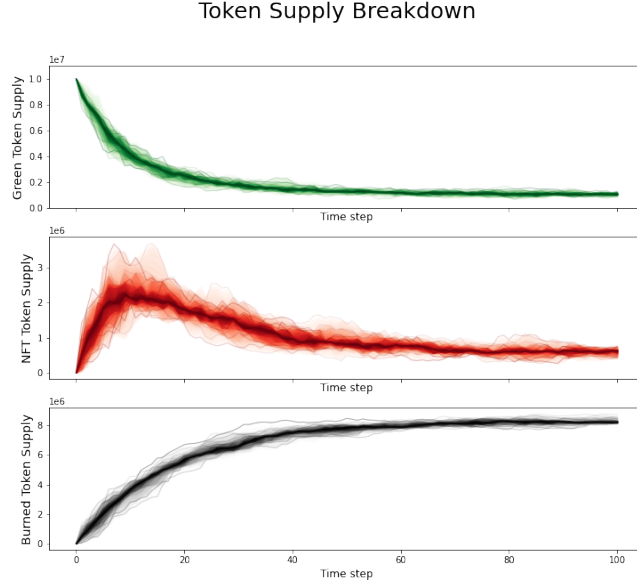 Token Supply Breakdown
1e7
1.0
0.8
0.6
0.4
0.2
0.0
Green Token Supply
Time step
1e6
3
2
1
0
NFT Token Supply
Time step
1e6
8
6
4
2
0
Burned Token Supply
0 20 40 60 80 100
Time step